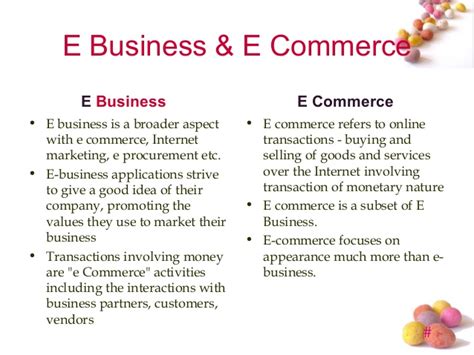 E Business & E Commerce
E Business
• E business is a broader aspect
with e commerce, Internet
marketing, e procurement etc.
• E-business applications strive
to give a good idea of their
company, promoting the
values they use to market their
business
• Transactions involving money
are "e Commerce" activities
including the interactions with
business partners, customers,
vendors
E Commerce
• E commerce refers to online
transactions - buying and
selling of goods and services
over the Internet involving
transaction of monetary nature
• E commerce is a subset of E
Business.
• E-commerce focuses on
appearance much more than e-
business.
#